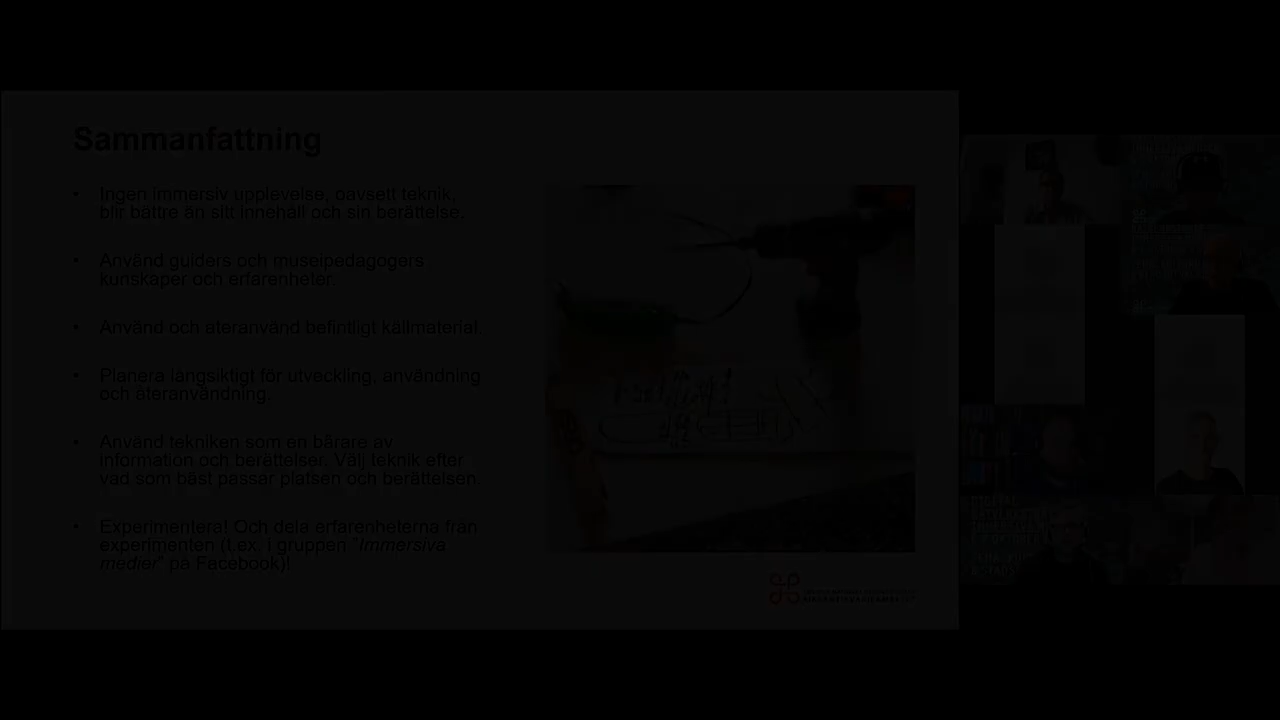 Sammanfattning
• Ingen immersiv upplevelse, oavsett teknik,
blir bättre än sitt innehåll och sin berättelse.
• Använd guiders och museipedagogers
kunskaper och erfarenheter.
• Använd och återanvänd befintligt källmaterial.
• Planera långsiktigt för utveckling, användning
och återanvändning.
• Använd tekniken som en bärare av
information och berättelser. Välj teknik efter
vad som bäst passar platsen och berättelsen.
• Experimentera! Och dela erfarenheterna från
experimenten (t.ex. i gruppen "Immersiva
medier" på Facebook)!